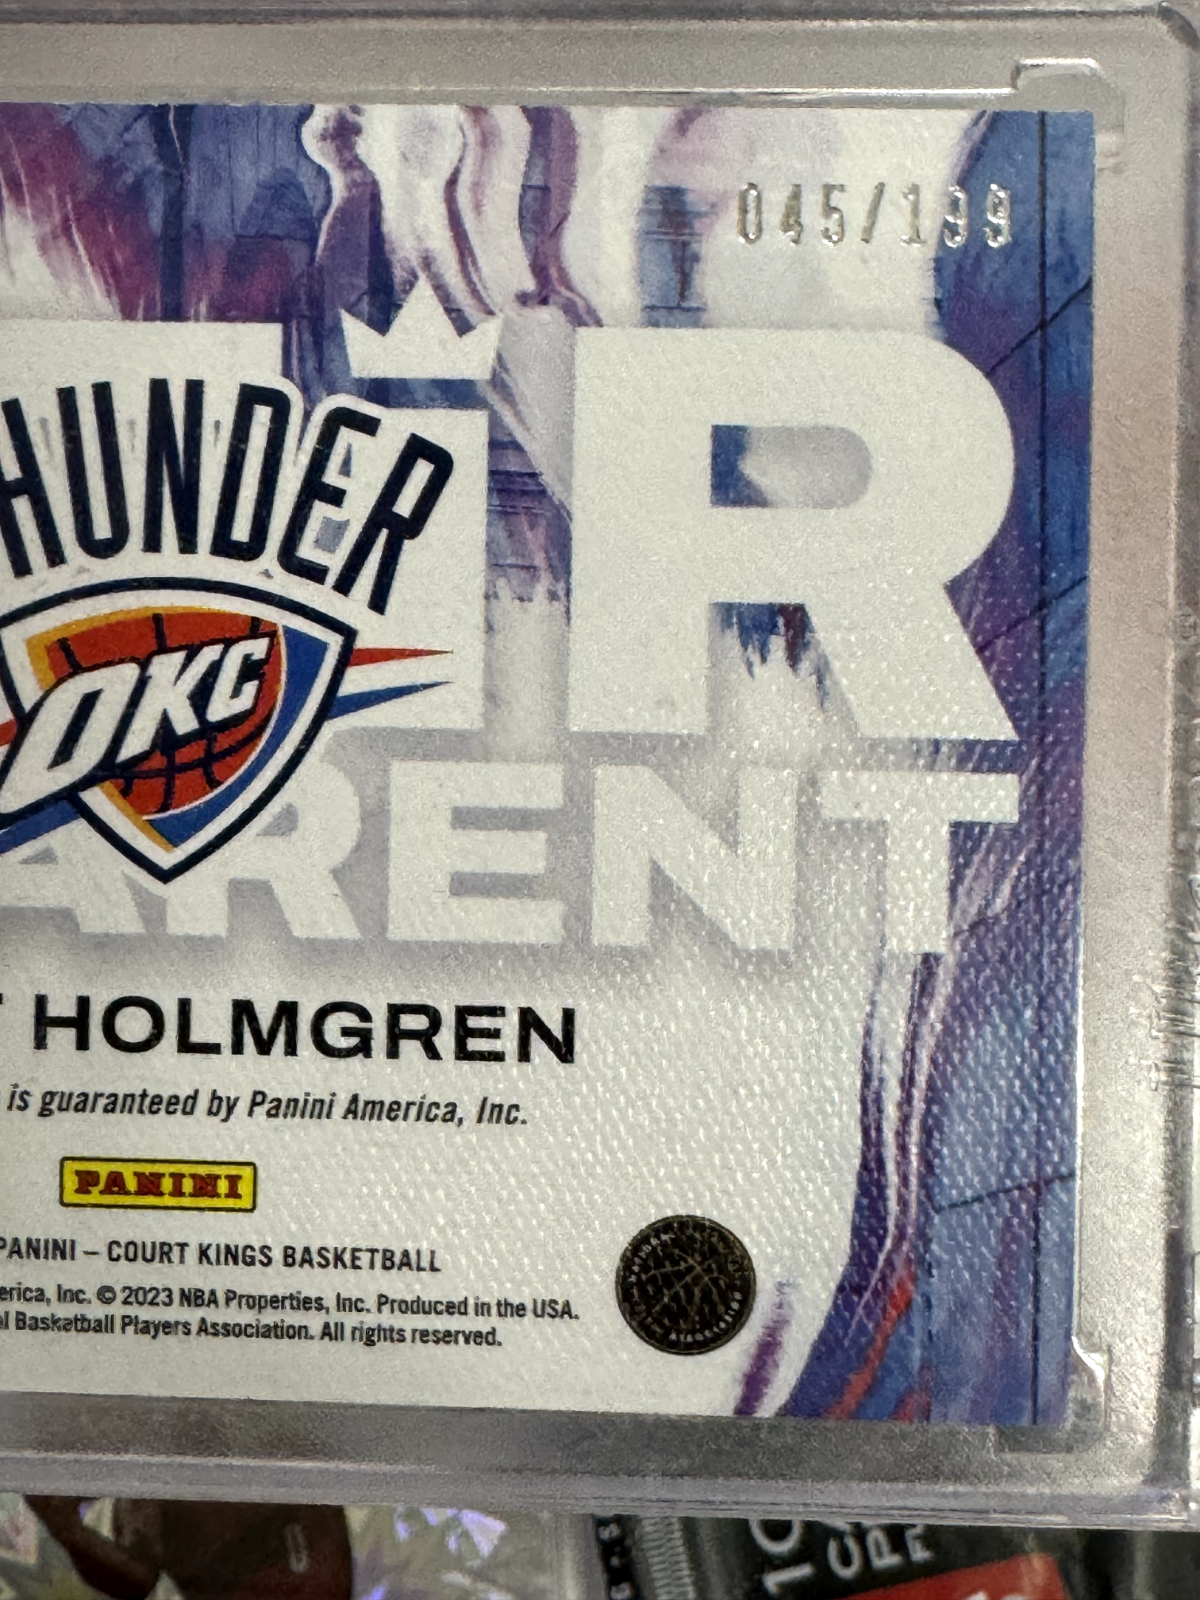 045/199
HUNDER
IR
OKC
ARENT
HOLMGREN
is guaranteed by Panini America, Inc.
PANINI
PANINI – COURT KINGS BASKETBALL
erica, Inc. © 2023 NBA Properties, Inc. Produced in the USA.
l Basketball Players Association. All rights reserved.